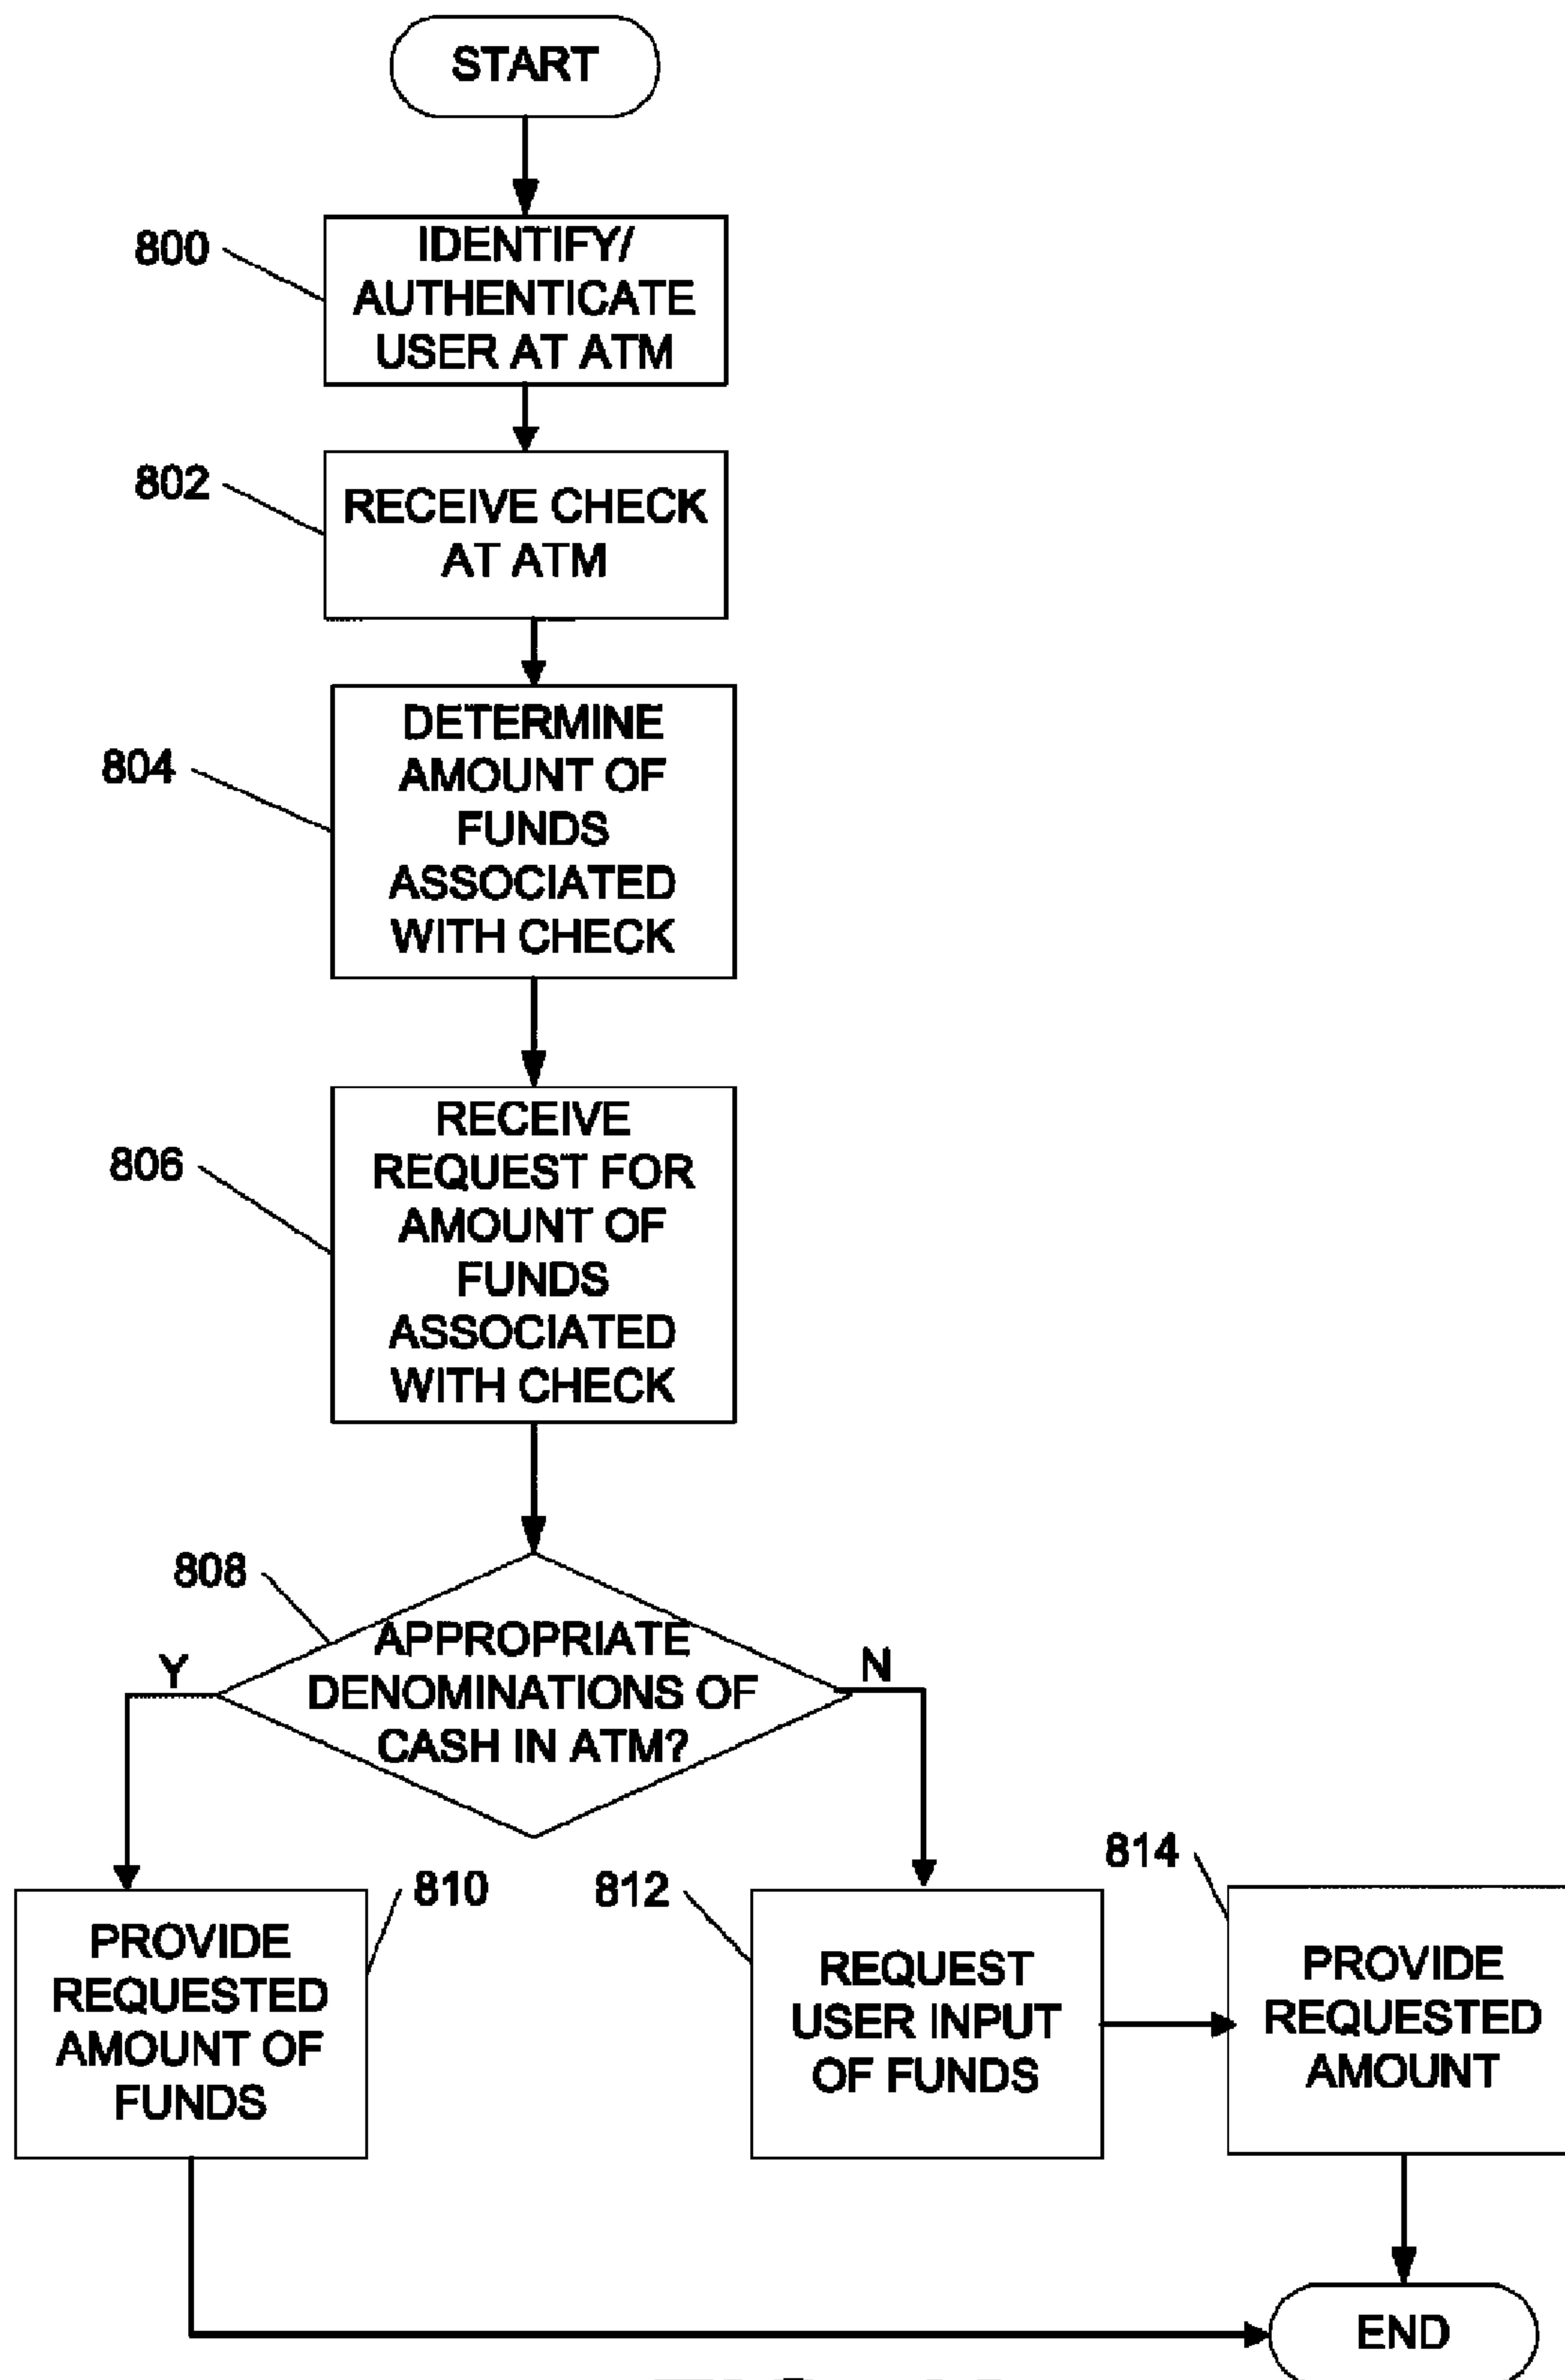 START
800
IDENTIFY/
AUTHENTICATE
USER AT ATM
802
RECEIVE CHECK
AT ATM
804
DETERMINE
AMOUNT OF
FUNDS
ASSOCIATED
WITH CHECK
806
RECEIVE
REQUEST FOR
AMOUNT OF
FUNDS
ASSOCIATED
WITH CHECK
808
APPROPRIATE
DENOMINATIONS OF
CASH IN ATM?
Y
N
810
PROVIDE
REQUESTED
AMOUNT OF
FUNDS
812
REQUEST
USER INPUT
OF FUNDS
814
PROVIDE
REQUESTED
AMOUNT
END